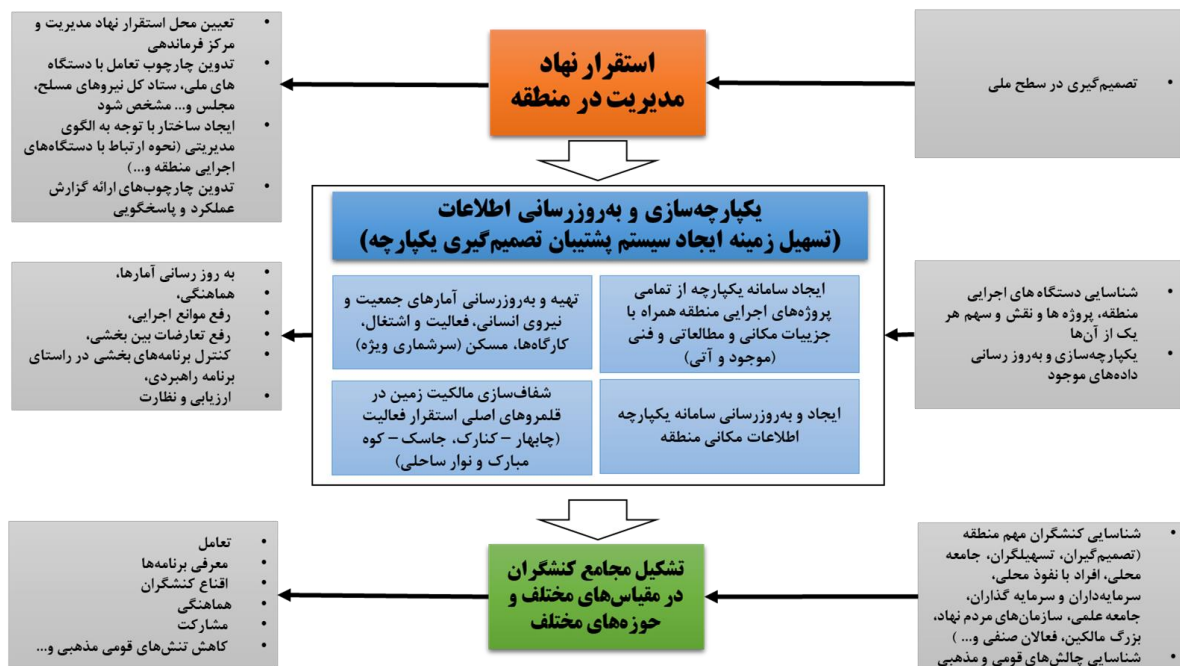 تصمیم‌گیری در سطح ملی
استقرار نهاد
مدیریت در منطقه
تعیین محل استقرار نهاد مدیریت و
مرکز فرماندهی
تدوین چارچوب تعامل با دستگاه
های ملی، ستاد کل نیروهای مسلح،
مجلس و... مشخص شود
ایجاد ساختار با توجه به الگوی
مدیریتی (نحوه ارتباط با دستگاه‌های
اجرایی منطقه و...)
تدوین چارچوب‌های ارائه گزارش
عملکرد و پاسخگویی
یکپارچه‌سازی و به‌روزرسانی اطلاعات
(تسهیل زمینه ایجاد سیستم پشتیبان تصمیم‌گیری یکپارچه)
شناسایی دستگاه های اجرایی
منطقه، پروژه ها و نقش و سهم هر
یک از آن‌ها
یکپارچه‌سازی و به‌روز رسانی
داده‌های موجود
ایجاد سامانه یکپارچه از تمامی
پروژه‌های اجرایی منطقه همراه با
جزییات مکانی و مطالعاتی و فنی
(موجود و آتی)
تهیه و به‌روزرسانی آمارهای جمعیت و
نیروی انسانی، فعالیت و اشتغال،
کارگاه‌ها، مسکن (سرشماری ویژه)
ایجاد و به‌روزرسانی سامانه یکپارچه
اطلاعات مکانی منطقه
شفاف‌سازی مالکیت زمین در
قلمروهای اصلی استقرار فعالیت
(چابهار – کنارک، جاسک – کوه
مبارک و نوار ساحلی)
به روز رسانی آمارها،
هماهنگی،
رفع موانع اجرایی،
رفع تعارضات بین بخشی،
کنترل برنامه‌های بخشی در راستای
برنامه راهبردی،
ارزیابی و نظارت
شناسایی کنشگران مهم منطقه
(تصمیم‌گیران، تسهیلگران، جامعه
محلی، افراد با نفوذ محلی،
سرمایه‌داران و سرمایه گذاران،
جامعه علمی، سازمان‌های مردم نهاد،
بزرگ مالکین، فعالان صنفی و... )
شناسایی چالش‌های قومی و مذهبی
تشکیل مجامع کنشگران
در مقیاس‌های مختلف و
حوزه‌های مختلف
تعامل
معرفی برنامه‌ها
اقناع کنشگران
هماهنگی
مشارکت
کاهش تنش‌های قومی مذهبی و...